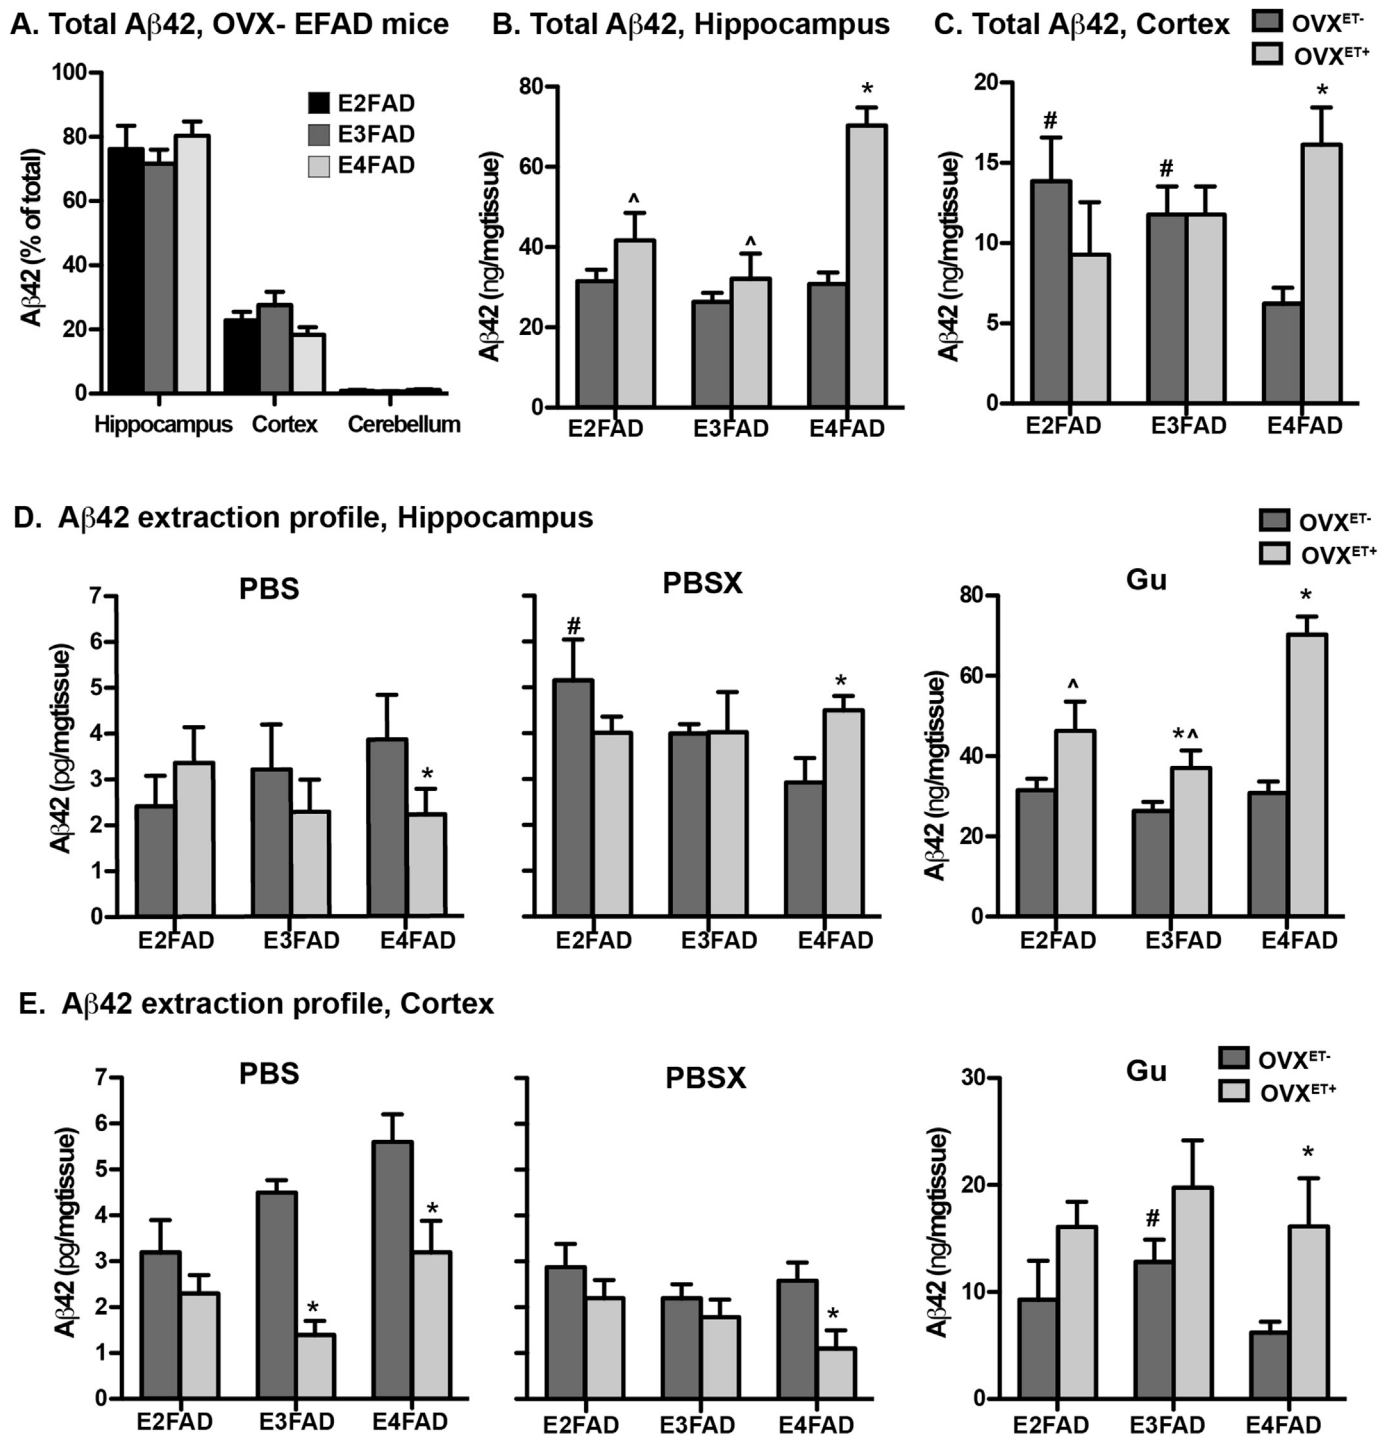 A. Total Aβ42, OVX- EFAD mice
B. Total Aβ42, Hippocampus
C. Total Aβ42, Cortex
OVXET-
OVXET+
Aβ42 (% of total)
100
80
60
40
20
0
E2FAD
E3FAD
E4FAD
Hippocampus
Cortex
Cerebellum
Aβ42 (ng/mgtissue)
80
60
40
20
0
^
^
*
E2FAD
E3FAD
E4FAD
Aβ42 (ng/mgtissue)
20
15
10
5
0
#
#
*
E2FAD
E3FAD
E4FAD
D. Aβ42 extraction profile, Hippocampus
OVXET-
OVXET+
PBS
Aβ42 (pg/mgtissue)
7
6
5
4
3
2
1
0
*
E2FAD
E3FAD
E4FAD
PBSX
#
*
E2FAD
E3FAD
E4FAD
Gu
Aβ42 (ng/mgtissue)
80
60
40
20
0
^
*^
*
E2FAD
E3FAD
E4FAD
E. Aβ42 extraction profile, Cortex
PBS
Aβ42 (pg/mgtissue)
7
6
5
4
3
2
1
0
*
*
E2FAD
E3FAD
E4FAD
PBSX
*
E2FAD
E3FAD
E4FAD
Gu
OVXET-
OVXET+
Aβ42 (ng/mgtissue)
30
20
10
0
#
*
E2FAD
E3FAD
E4FAD